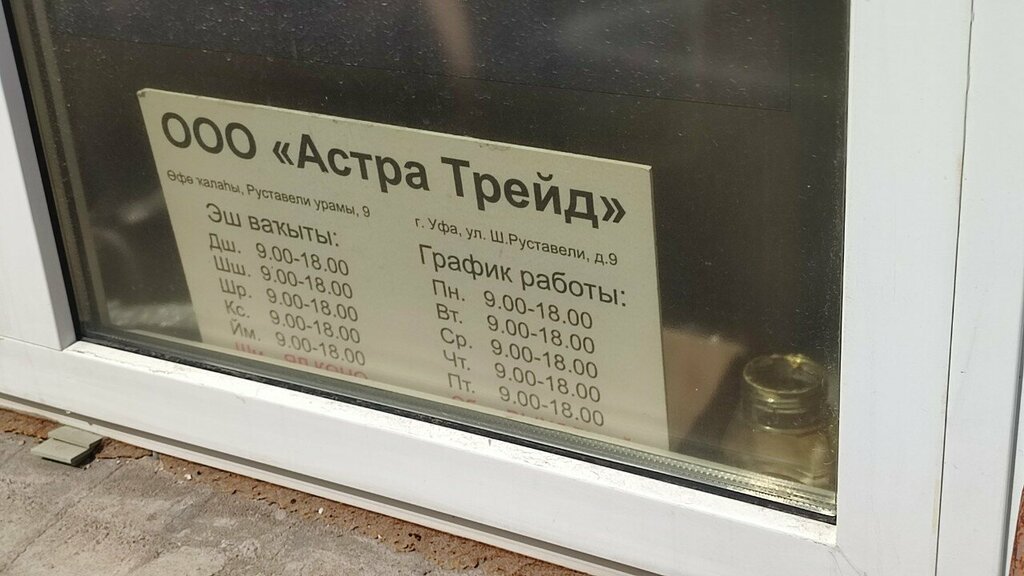 ООО «Астра Трейд»
Өфө ҡалаһы, Руставели урамы, 9
Эш ваҡыты:
Дш. 9.00-18.00
Шш. 9.00-18.00
Шр. 9.00-18.00
Кс. 9.00-18.00
Йм. 9.00-18.00
г. Уфа, ул. Ш.Руставели, д.9
График работы:
Пн. 9.00-18.00
Вт. 9.00-18.00
Ср. 9.00-18.00
Чт. 9.00-18.00
Пт. 9.00-18.00